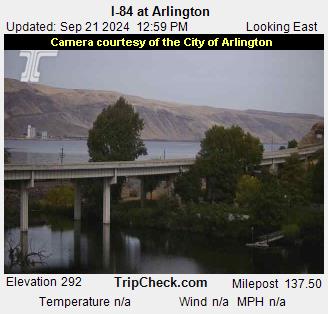 I-84 at Arlington
Updated: Sep 21 2024 12:59 PM Looking East
Camera courtesy of the City of Arlington
Elevation 292 TripCheck.com Milepost 137.50
Temperature n/a Wind n/a MPH n/a